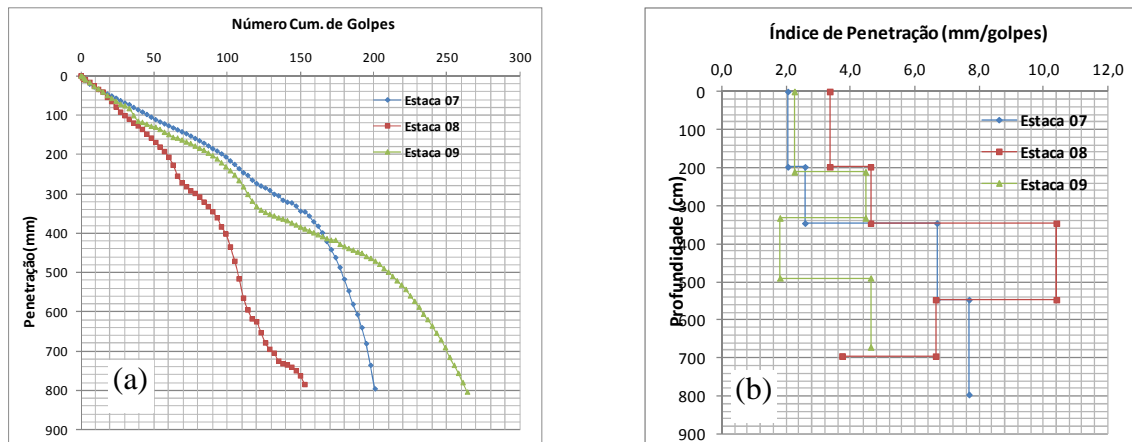 Número Cum. de Golpes
0 50 100 150 200 250 300
0
100
200
300
400
500
600
700
800
900
Penetração(mm)
Estaca 07
Estaca 08
Estaca 09
(a)
Índice de Penetração (mm/golpes)
0,0 2,0 4,0 6,0 8,0 10,0 12,0
0
100
200
300
400
500
600
700
800
900
Profundidade (cm)
Estaca 07
Estaca 08
Estaca 09
(b)